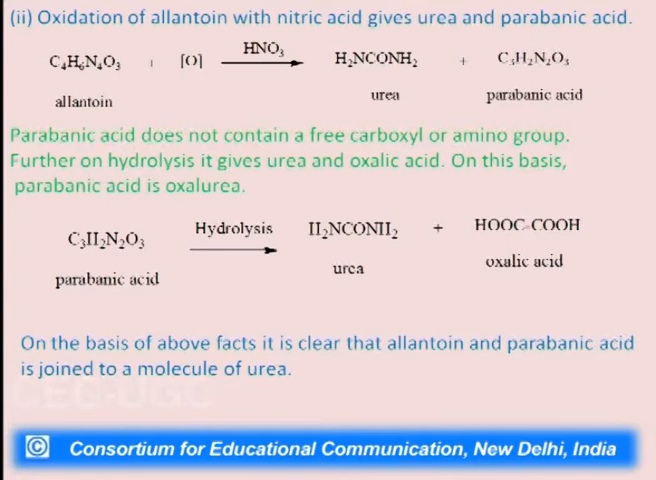 (ii) Oxidation of allantoin with nitric acid gives urea and parabanic acid.
C₄H₆N₄O₃ + [O] HNO₃ H₂NCONH₂ + C₃H₂N₂O₃
allantoin urea parabanic acid
Parabanic acid does not contain a free carboxyl or amino group.
Further on hydrolysis it gives urea and oxalic acid. On this basis,
parabanic acid is oxalurea.
C₃H₂N₂O₃ Hydrolysis H₂NCONH₂ + HOOC-COOH
parabanic acid urea oxalic acid
On the basis of above facts it is clear that allantoin and parabanic acid
is joined to a molecule of urea.
CEC-UGC
© Consortium for Educational Communication, New Delhi, India